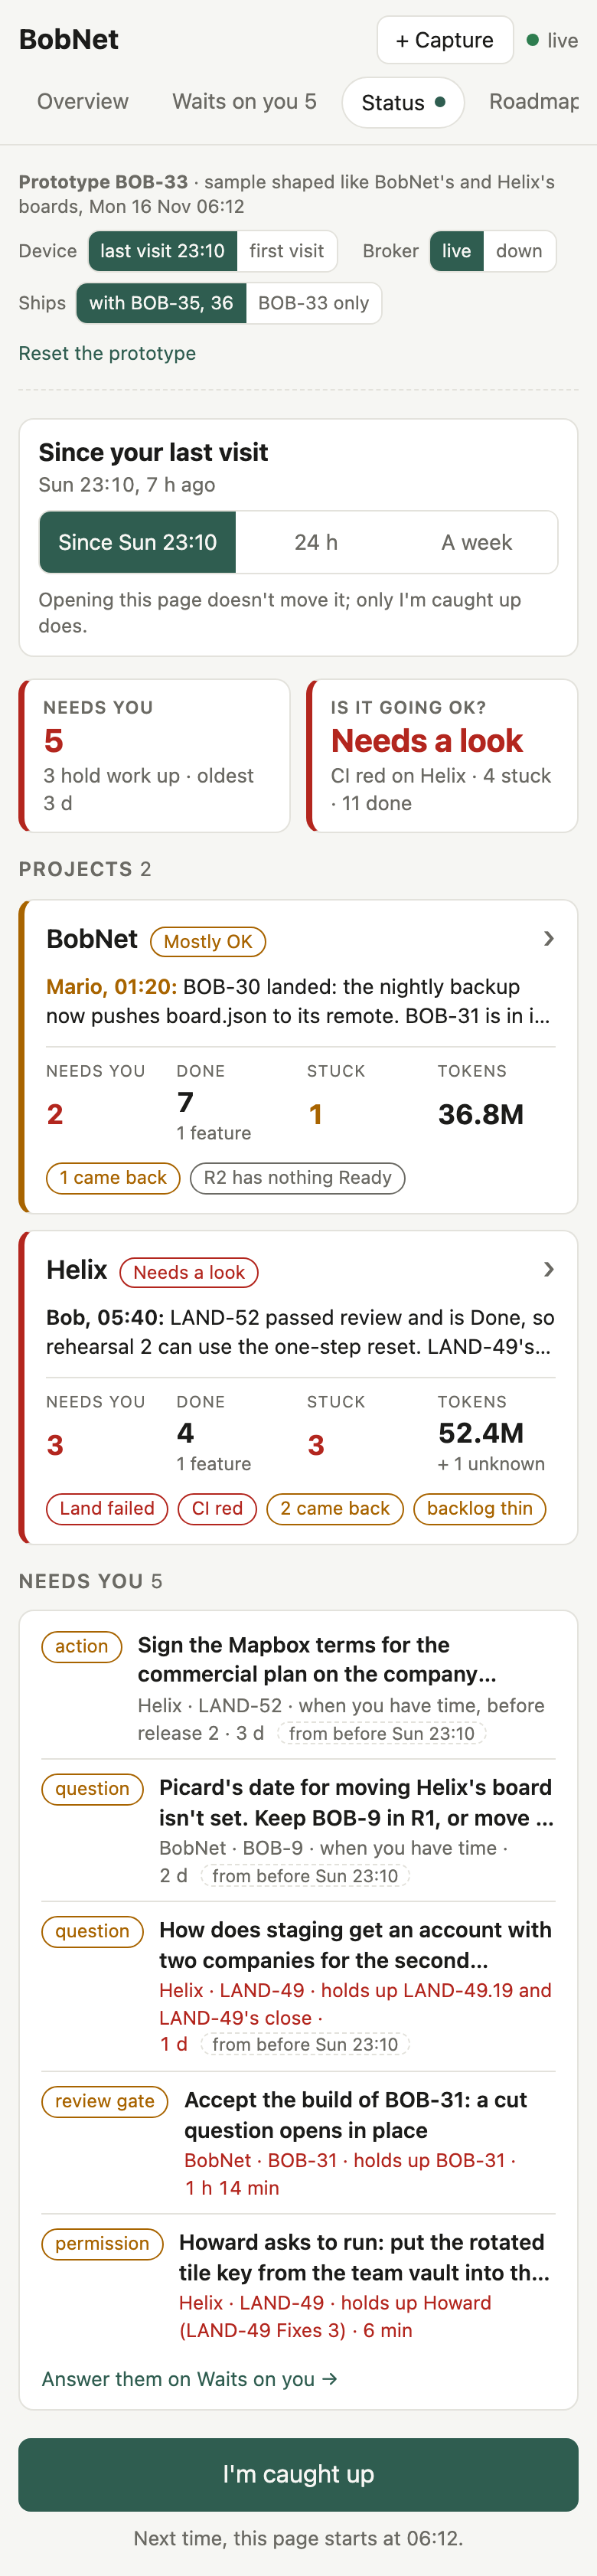 BobNet
+ Capture
live
Overview
Waits on you 5
Status
Roadmap
Prototype BOB-33 · sample shaped like BobNet's and Helix's
boards, Mon 16 Nov 06:12
Device
last visit 23:10
first visit
Broker
live
down
Ships
with BOB-35, 36
BOB-33 only
Reset the prototype
Since your last visit
Sun 23:10, 7 h ago
Since Sun 23:10
24 h
A week
Opening this page doesn't move it; only I'm caught up
does.
NEEDS YOU
5
3 hold work up · oldest
3 d
IS IT GOING OK?
Needs a look
CI red on Helix · 4 stuck
· 11 done
PROJECTS 2
BobNet
Mostly OK
Mario, 01:20: BOB-30 landed: the nightly backup
now pushes board.json to its remote. BOB-31 is in i...
NEEDS YOU
DONE
STUCK
TOKENS
2
7
1
36.8M
1 feature
1 came back
R2 has nothing Ready
Helix
Needs a look
Bob, 05:40: LAND-52 passed review and is Done, so
rehearsal 2 can use the one-step reset. LAND-49's...
NEEDS YOU
DONE
STUCK
TOKENS
3
4
3
52.4M
1 feature
+ 1 unknown
Land failed
CI red
2 came back
backlog thin
NEEDS YOU 5
action
Sign the Mapbox terms for the
commercial plan on the company...
Helix · LAND-52 · when you have time, before
release 2 · 3 d from before Sun 23:10
question
Picard's date for moving Helix's board
isn't set. Keep BOB-9 in R1, or move ...
BobNet · BOB-9 · when you have time ·
2 d from before Sun 23:10
question
How does staging get an account with
two companies for the second...
Helix · LAND-49 · holds up LAND-49.19 and
LAND-49's close ·
1 d from before Sun 23:10
review gate
Accept the build of BOB-31: a cut
question opens in place
BobNet · BOB-31 · holds up BOB-31 ·
1 h 14 min
permission
Howard asks to run: put the rotated
tile key from the team vault into th...
Helix · LAND-49 · holds up Howard
(LAND-49 Fixes 3) · 6 min
Answer them on Waits on you →
I'm caught up
Next time, this page starts at 06:12.